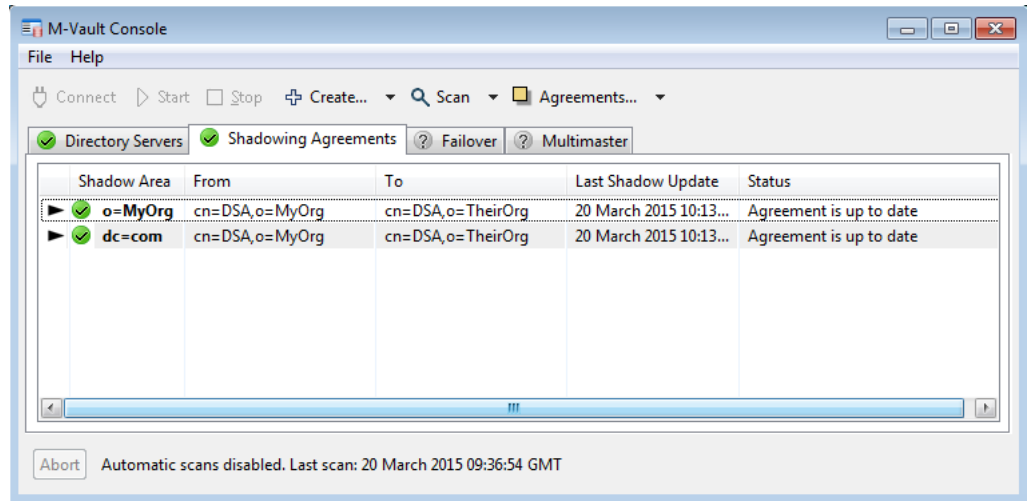 M-Vault Console
File Help
Connect Start Stop Create... Scan Agreements...
Directory Servers Shadowing Agreements ? Failover ? Multimaster
Shadow Area From To Last Shadow Update Status
o=MyOrg cn=DSA,o=MyOrg cn=DSA,o=TheirOrg 20 March 2015 10:13... Agreement is up to date
dc=com cn=DSA,o=MyOrg cn=DSA,o=TheirOrg 20 March 2015 10:13... Agreement is up to date
Abort Automatic scans disabled. Last scan: 20 March 2015 09:36:54 GMT